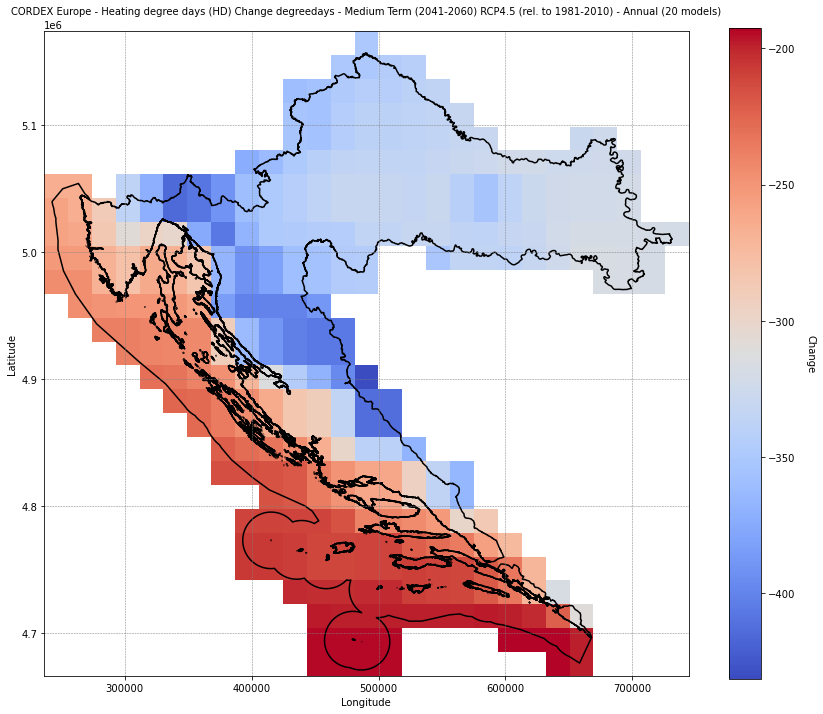 CORDEX Europe - Heating degree days (HD) Change degreedays - Medium Term (2041-2060) RCP4.5 (rel. to 1981-2010) - Annual (20 models)
1e6
5.1
5.0
4.9
4.8
4.7
Latitude
300000 400000 500000 600000 700000
Longitude
−200
−250
−300
−350
−400
Change